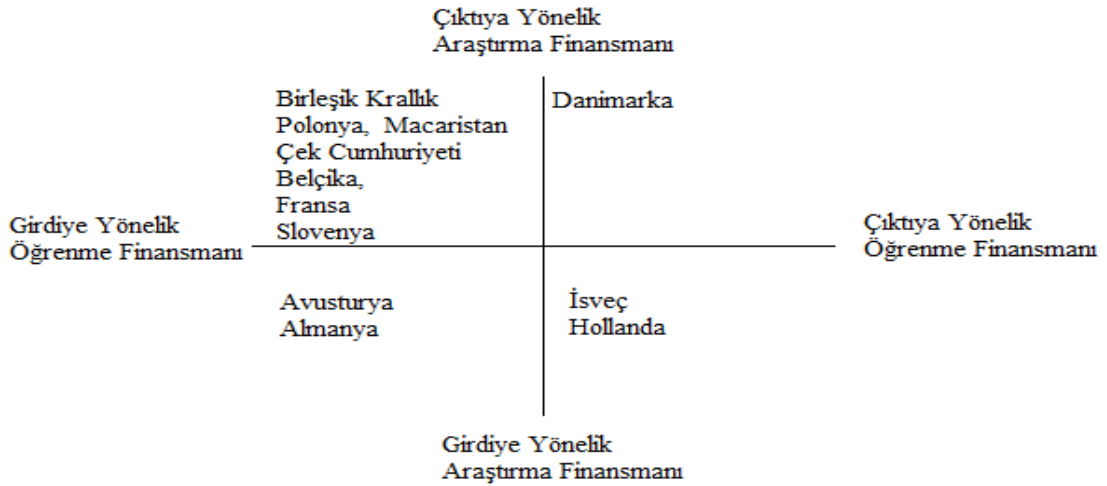 Çıktıya Yönelik
Araştırma Finansmanı
Birleşik Krallık
Polonya, Macaristan
Çek Cumhuriyeti
Belçika,
Fransa
Slovenya
Danimarka
Girdiye Yönelik
Öğrenme Finansmanı
Çıktıya Yönelik
Öğrenme Finansmanı
Avusturya
Almanya
İsveç
Hollanda
Girdiye Yönelik
Araştırma Finansmanı